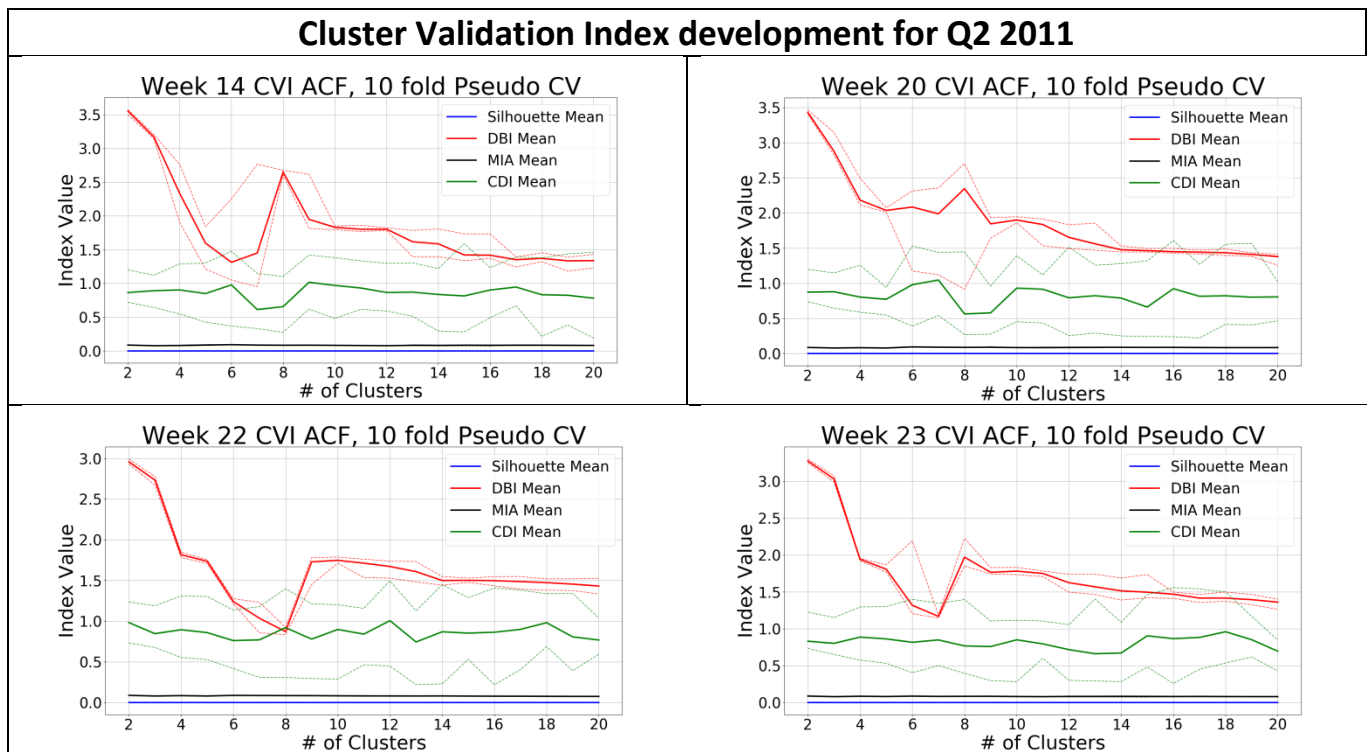 Cluster Validation Index development for Q2 2011
Week 14 CVI ACF, 10 fold Pseudo CV
Silhouette Mean
DBI Mean
MIA Mean
CDI Mean
Index Value
3.5
3.0
2.5
2.0
1.5
1.0
0.5
0.0
2 4 6 8 10 12 14 16 18 20
# of Clusters
Week 20 CVI ACF, 10 fold Pseudo CV
Silhouette Mean
DBI Mean
MIA Mean
CDI Mean
Index Value
3.5
3.0
2.5
2.0
1.5
1.0
0.5
0.0
2 4 6 8 10 12 14 16 18 20
# of Clusters
Week 22 CVI ACF, 10 fold Pseudo CV
Silhouette Mean
DBI Mean
MIA Mean
CDI Mean
Index Value
3.0
2.5
2.0
1.5
1.0
0.5
0.0
2 4 6 8 10 12 14 16 18 20
# of Clusters
Week 23 CVI ACF, 10 fold Pseudo CV
Silhouette Mean
DBI Mean
MIA Mean
CDI Mean
Index Value
3.0
2.5
2.0
1.5
1.0
0.5
0.0
2 4 6 8 10 12 14 16 18 20
# of Clusters